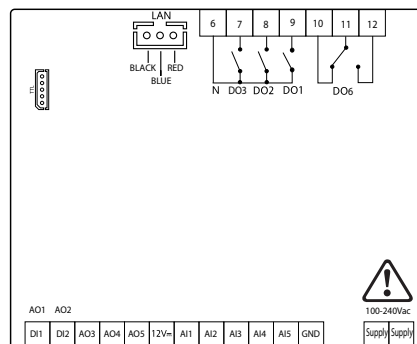 LAN
6 7 8 9 10 11 12
BLACK RED
BLUE
N DO3 DO2 DO1 DO6
TTL
100-240Vac
AO1 AO2
DI1 DI2 AO3 AO4 AO5 12V= AI1 AI2 AI3 AI4 AI5 GND Supply Supply